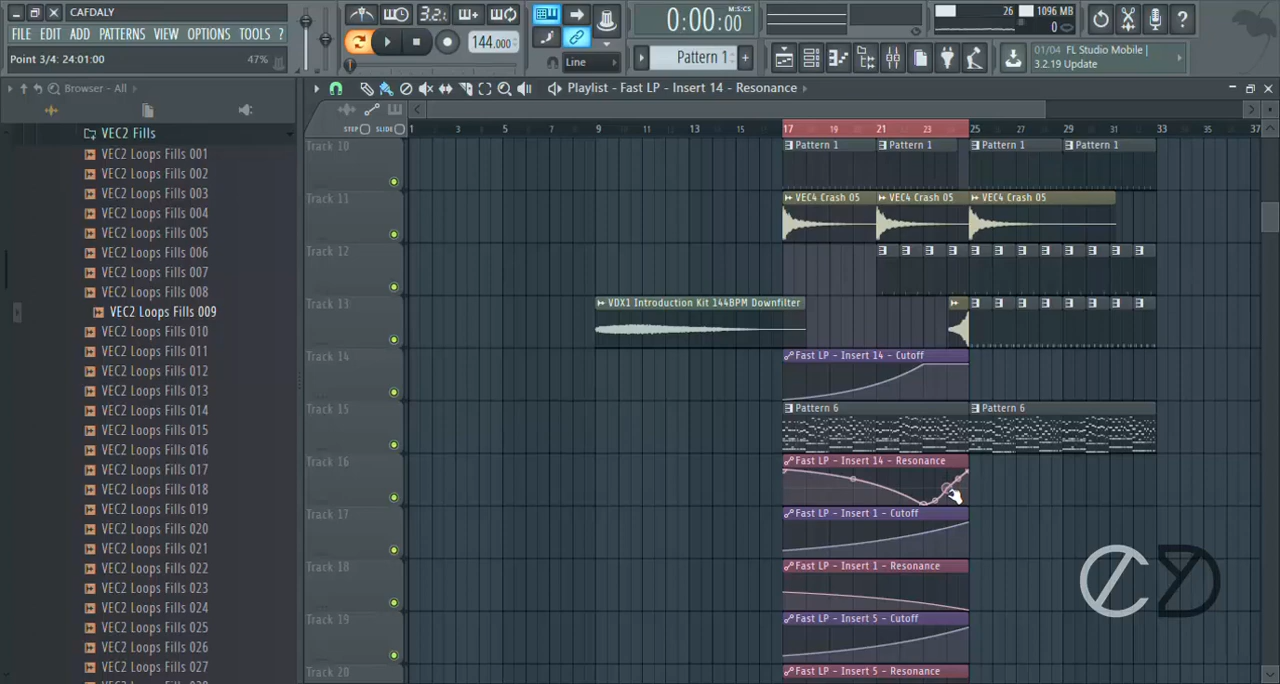 CAFDALY
FILE EDIT ADD PATTERNS VIEW OPTIONS TOOLS ?
Point 3/4: 24:01:00 47%
3.2.
144.000
Line
0:00:00
M:S:CS
Pattern 1
26
1096 MB
0
01/04 FL Studio Mobile |
3.2.19
Update
Browser - All
Playlist - Fast LP - Insert 14 - Resonance
STEP SLIDE
1 3 5 7 9 11 13 15 17 19 21 23 25 27 29 31 33 35 37
VEC2 Fills
VEC2 Loops Fills 001
VEC2 Loops Fills 002
VEC2 Loops Fills 003
VEC2 Loops Fills 004
VEC2 Loops Fills 005
VEC2 Loops Fills 006
VEC2 Loops Fills 007
VEC2 Loops Fills 008
VEC2 Loops Fills 009
VEC2 Loops Fills 010
VEC2 Loops Fills 011
VEC2 Loops Fills 012
VEC2 Loops Fills 013
VEC2 Loops Fills 014
VEC2 Loops Fills 015
VEC2 Loops Fills 016
VEC2 Loops Fills 017
VEC2 Loops Fills 018
VEC2 Loops Fills 019
VEC2 Loops Fills 020
VEC2 Loops Fills 021
VEC2 Loops Fills 022
VEC2 Loops Fills 023
VEC2 Loops Fills 024
VEC2 Loops Fills 025
VEC2 Loops Fills 026
VEC2 Loops Fills 027
Track 10
Pattern 1 Pattern 1 Pattern 1 Pattern 1
Track 11
VEC4 Crash 05 VEC4 Crash 05 VEC4 Crash 05
Track 12
Track 13
VDX1 Introduction Kit 144BPM Downfilter
Track 14
Fast LP - Insert 14 - Cutoff
Track 15
Pattern 6 Pattern 6
Track 16
Fast LP - Insert 14 - Resonance
Track 17
Fast LP - Insert 1 - Cutoff
Track 18
Fast LP - Insert 1 - Resonance
Track 19
Fast LP - Insert 5 - Cutoff
Track 20
Fast LP - Insert 5 - Resonance
CD